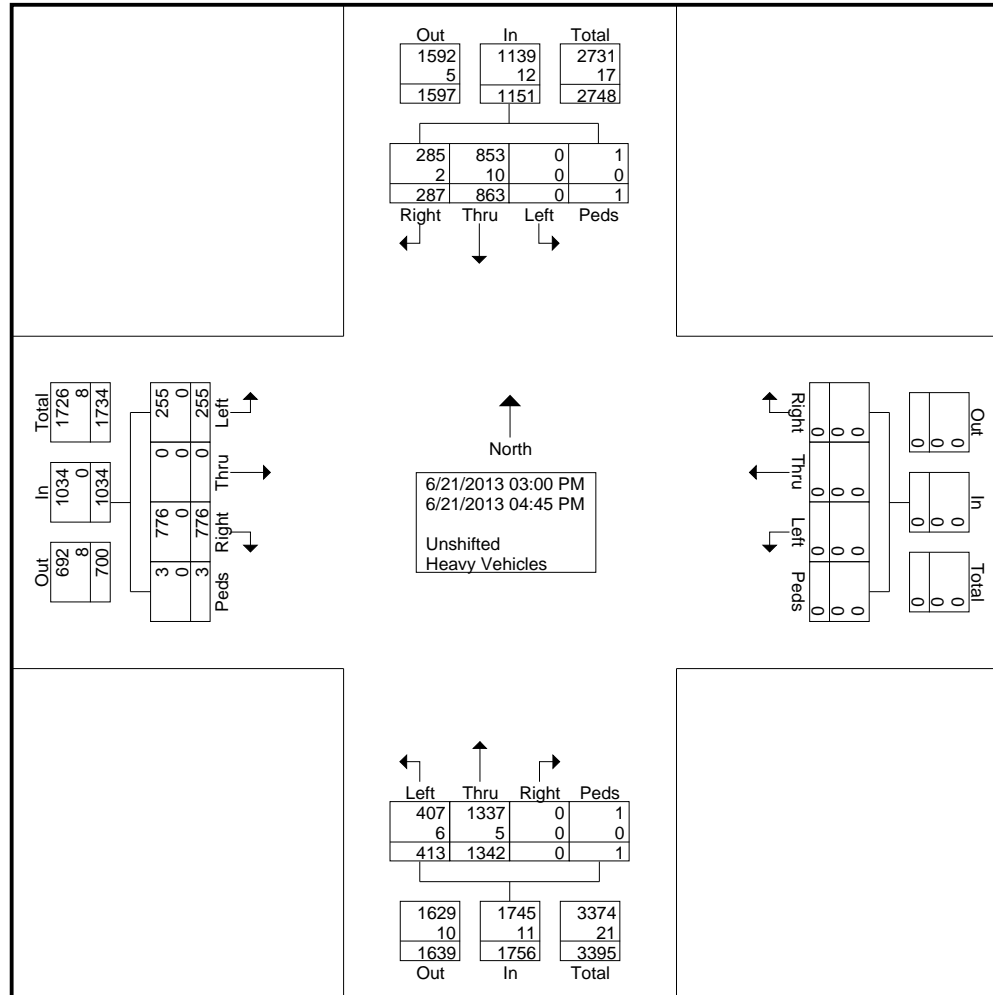 Out In Total
1592 1139 2731
5 12 17
1597 1151 2748
285 853 0 1
2 10 0 0
287 863 0 1
Right Thru Left Peds
Total
1726
8
1734
In
1034
0
1034
Out
692
8
700
255 0 255 Left
0 0 0 Thru
776 0 776 Right
3 0 3 Peds
North
6/21/2013 03:00 PM
6/21/2013 04:45 PM
Unshifted
Heavy Vehicles
Right 0 0 0
Thru 0 0 0
Left 0 0 0
Peds 0 0 0
Out
0 0 0
In
0 0 0
Total
0 0 0
Left Thru Right Peds
407 1337 0 1
6 5 0 0
413 1342 0 1
1629 1745 3374
10 11 21
1639 1756 3395
Out In Total